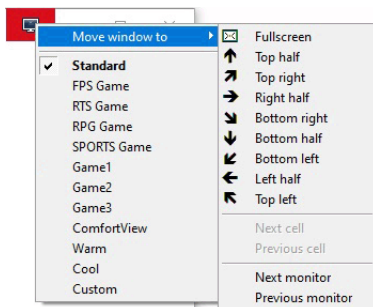 Move window to
Standard
FPS Game
RTS Game
RPG Game
SPORTS Game
Game1
Game2
Game3
ComfortView
Warm
Cool
Custom
Fullscreen
Top half
Top right
Right half
Bottom right
Bottom half
Bottom left
Left half
Top left
Next cell
Previous cell
Next monitor
Previous monitor